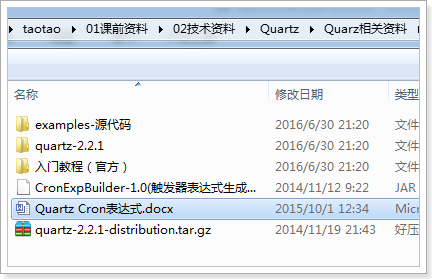 taotao 01课前资料 02技术资料 Quartz Quarz相关资料
名称 修改日期 类型
examples-源代码 2016/6/30 21:20 文件
quartz-2.2.1 2016/6/30 21:20 文件
入门教程（官方） 2016/6/30 21:20 文件
CronExpBuilder-1.0(触发器表达式生成... 2014/11/12 9:22 JAR
Quartz Cron表达式.docx 2015/10/1 12:34 Micr
quartz-2.2.1-distribution.tar.gz 2014/11/19 21:43 好压